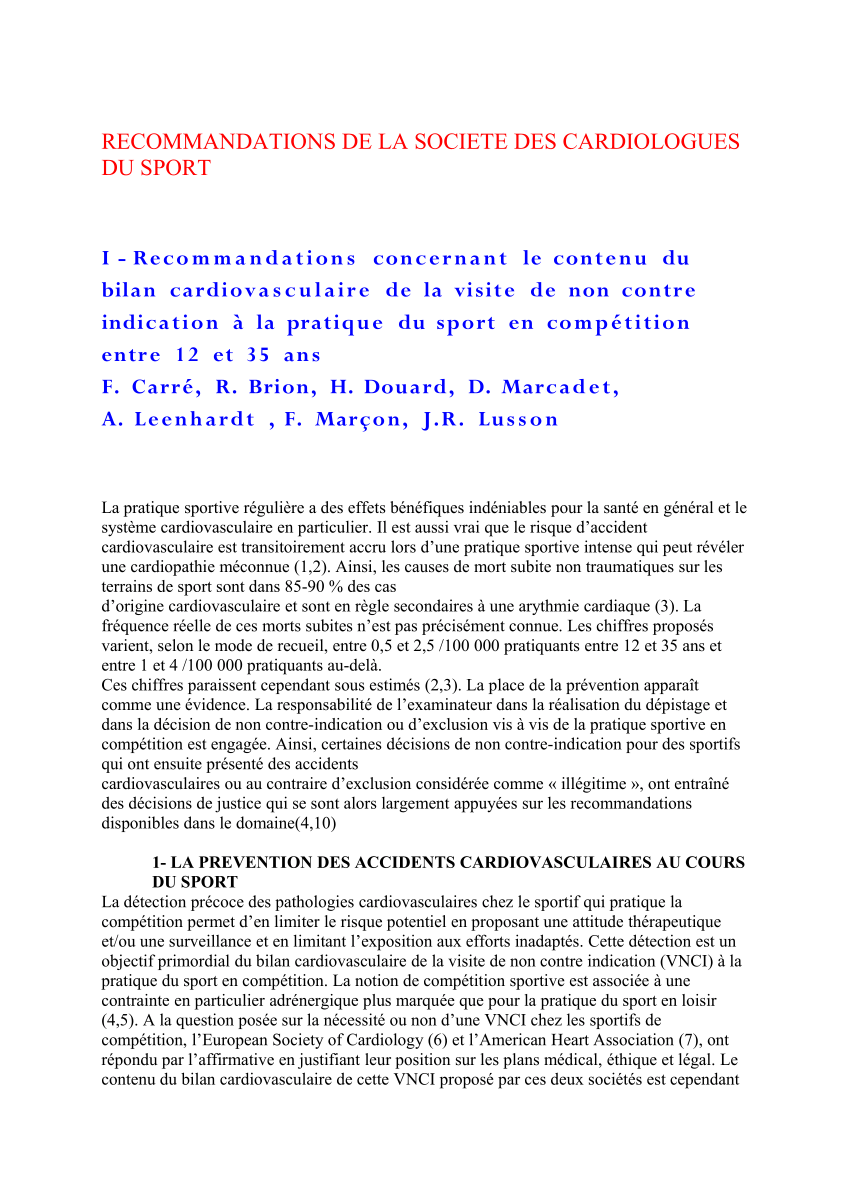 RECOMMANDATIONS DE LA SOCIETE DES CARDIOLOGUES
DU SPORT
I - Recommandations concernant le contenu du
bilan cardiovasculaire de la visite de non contre
indication à la pratique du sport en compétition
entre 12 et 35 ans
F. Carré, R. Brion, H. Douard, D. Marcadet,
A. Leenhardt , F. Marçon, J.R. Lusson
La pratique sportive régulière a des effets bénéfiques indéniables pour la santé en général et le
système cardiovasculaire en particulier. Il est aussi vrai que le risque d’accident
cardiovasculaire est transitoirement accru lors d’une pratique sportive intense qui peut révéler
une cardiopathie méconnue (1,2). Ainsi, les causes de mort subite non traumatiques sur les
terrains de sport sont dans 85-90 % des cas
d’origine cardiovasculaire et sont en règle secondaires à une arythmie cardiaque (3). La
fréquence réelle de ces morts subites n’est pas précisément connue. Les chiffres proposés
varient, selon le mode de recueil, entre 0,5 et 2,5 /100 000 pratiquants entre 12 et 35 ans et
entre 1 et 4 /100 000 pratiquants au-delà.
Ces chiffres paraissent cependant sous estimés (2,3). La place de la prévention apparaît
comme une évidence. La responsabilité de l’examinateur dans la réalisation du dépistage et
dans la décision de non contre-indication ou d’exclusion vis à vis de la pratique sportive en
compétition est engagée. Ainsi, certaines décisions de non contre-indication pour des sportifs
qui ont ensuite présenté des accidents
cardiovasculaires ou au contraire d’exclusion considérée comme « illégitime », ont entraîné
des décisions de justice qui se sont alors largement appuyées sur les recommandations
disponibles dans le domaine(4,10)
1- LA PREVENTION DES ACCIDENTS CARDIOVASCULAIRES AU COURS
DU SPORT
La détection précoce des pathologies cardiovasculaires chez le sportif qui pratique la
compétition permet d’en limiter le risque potentiel en proposant une attitude thérapeutique
et/ou une surveillance et en limitant l’exposition aux efforts inadaptés. Cette détection est un
objectif primordial du bilan cardiovasculaire de la visite de non contre indication (VNCI) à la
pratique du sport en compétition. La notion de compétition sportive est associée à une
contrainte en particulier adrénergique plus marquée que pour la pratique du sport en loisir
(4,5). A la question posée sur la nécessité ou non d’une VNCI chez les sportifs de
compétition, l’European Society of Cardiology (6) et l’American Heart Association (7), ont
répondu par l’affirmative en justifiant leur position sur les plans médical, éthique et légal. Le
contenu du bilan cardiovasculaire de cette VNCI proposé par ces deux sociétés est cependant